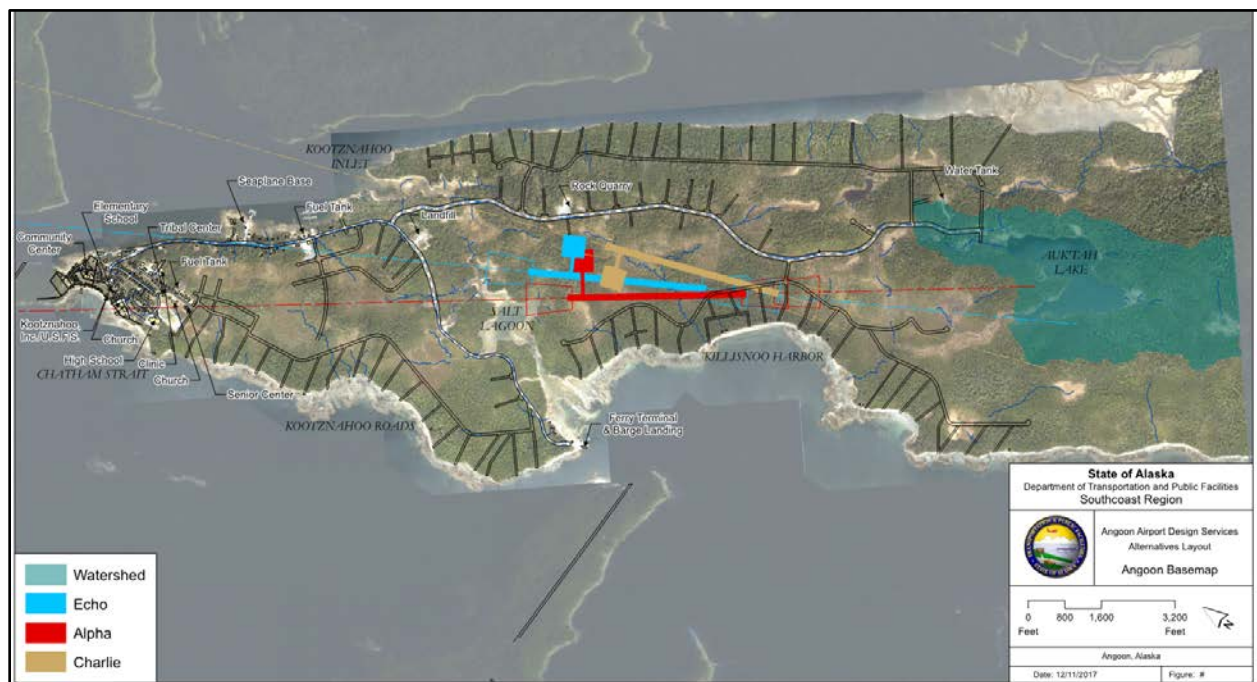 KOOTZNAHOO
INLET
Seaplane Base
Elementary
School
Tribal Center
Fuel Tank
Landfill
Rock Quarry
Water Tank
Community
Center
Fuel Tank
AUK'TAH
LAKE
SALT
LAGOON
Kootznahoo
Inc./U.S.F.S.
Church
High School
Clinic
CHATHAM STRAIT
Church
Senior Center
KILLISNOO HARBOR
KOOTZNAHOO ROADS
Ferry Terminal
& Barge Landing
Watershed
Echo
Alpha
Charlie
State of Alaska
Department of Transportation and Public Facilities
Southcoast Region
Angoon Airport Design Services
Alternatives Layout
Angoon Basemap
0 800 1,600 3,200
Feet Feet
Angoon, Alaska
Date: 12/11/2017 Figure: #